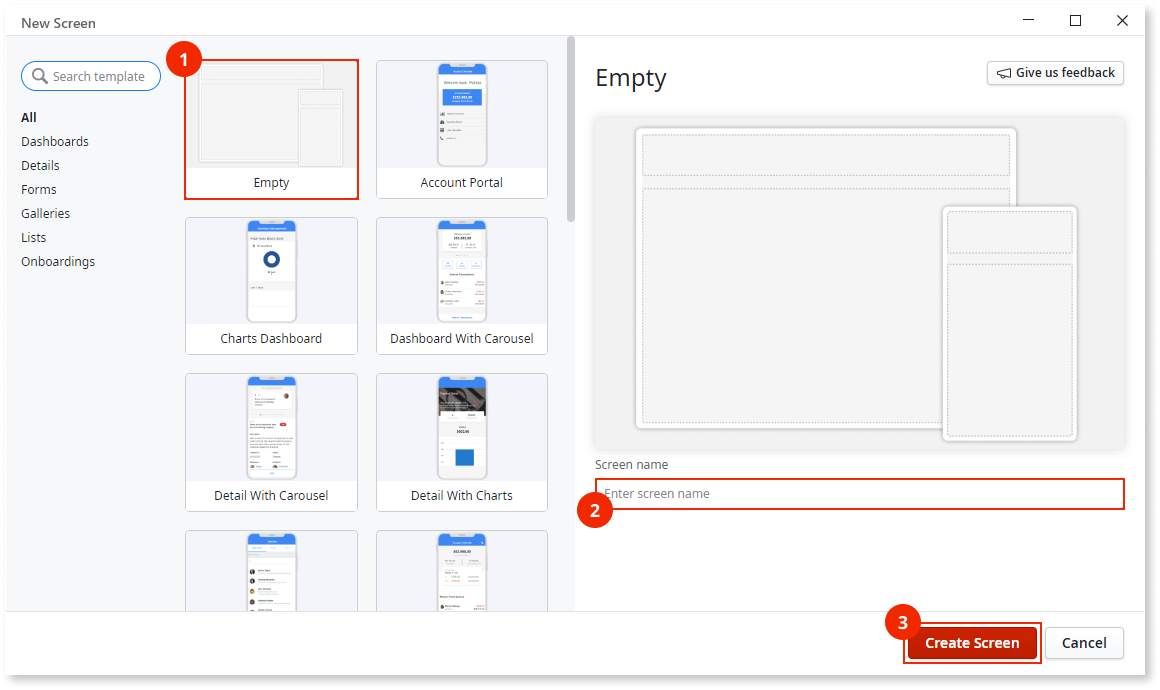 New Screen
Search template
All
Dashboards
Details
Forms
Galleries
Lists
Onboardings
1
Empty
Account Portal
Charts Dashboard
Dashboard With Carousel
Detail With Carousel
Detail With Charts
Empty
Give us feedback
Screen name
Enter screen name
2
3
Create Screen
Cancel